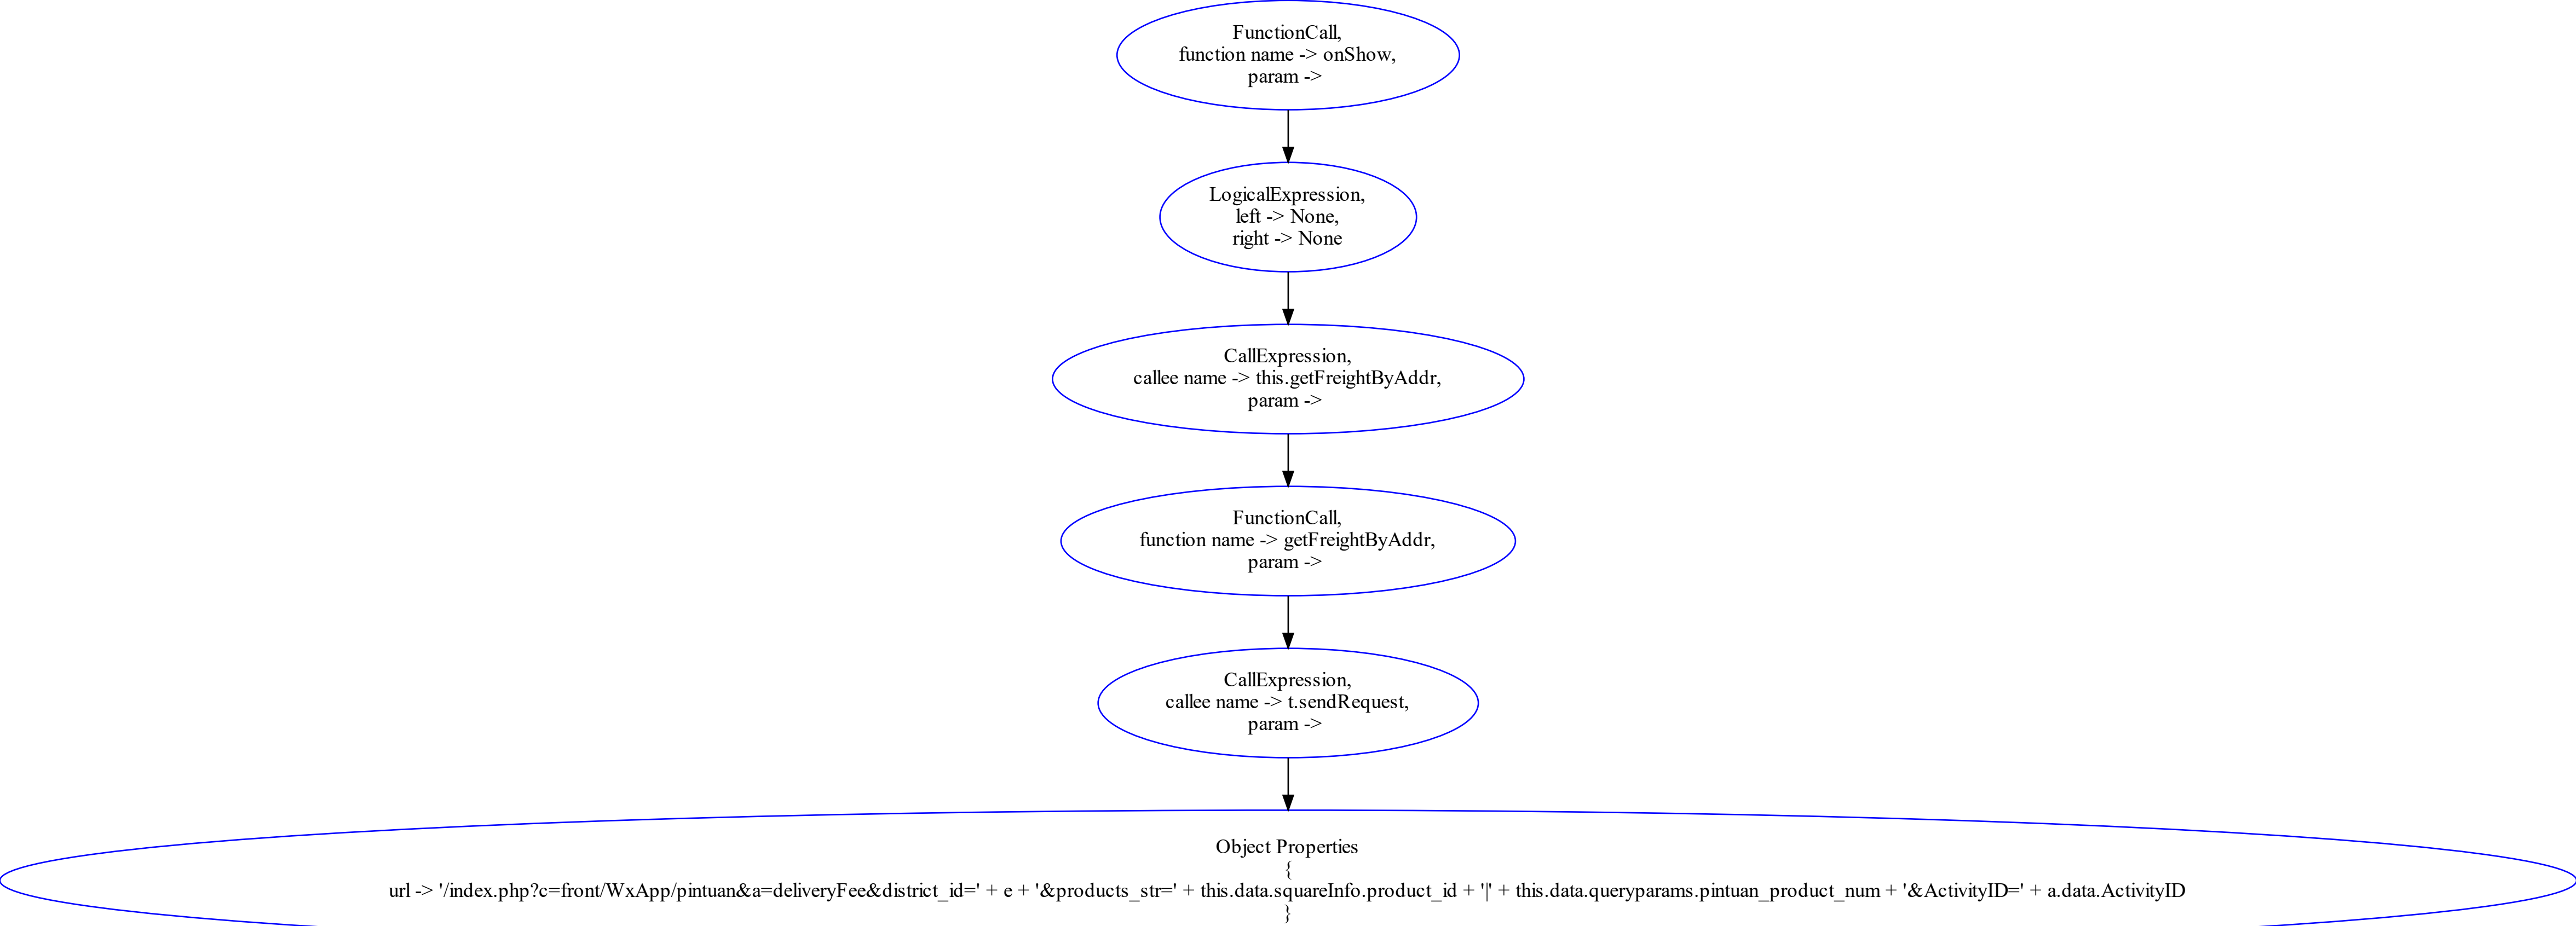 FunctionCall,
function name -> onShow,
param ->
LogicalExpression,
left -> None,
right -> None
CallExpression,
callee name -> this.getFreightByAddr,
param ->
FunctionCall,
function name -> getFreightByAddr,
param ->
CallExpression,
callee name -> t.sendRequest,
param ->
Object Properties
{
url -> '/index.php?c=front/WxApp/pintuan&a=deliveryFee&district_id=' + e + '&products_str=' + this.data.squareInfo.product_id + '|' + this.data.queryparams.pintuan_product_num + '&ActivityID=' + a.data.ActivityID
}